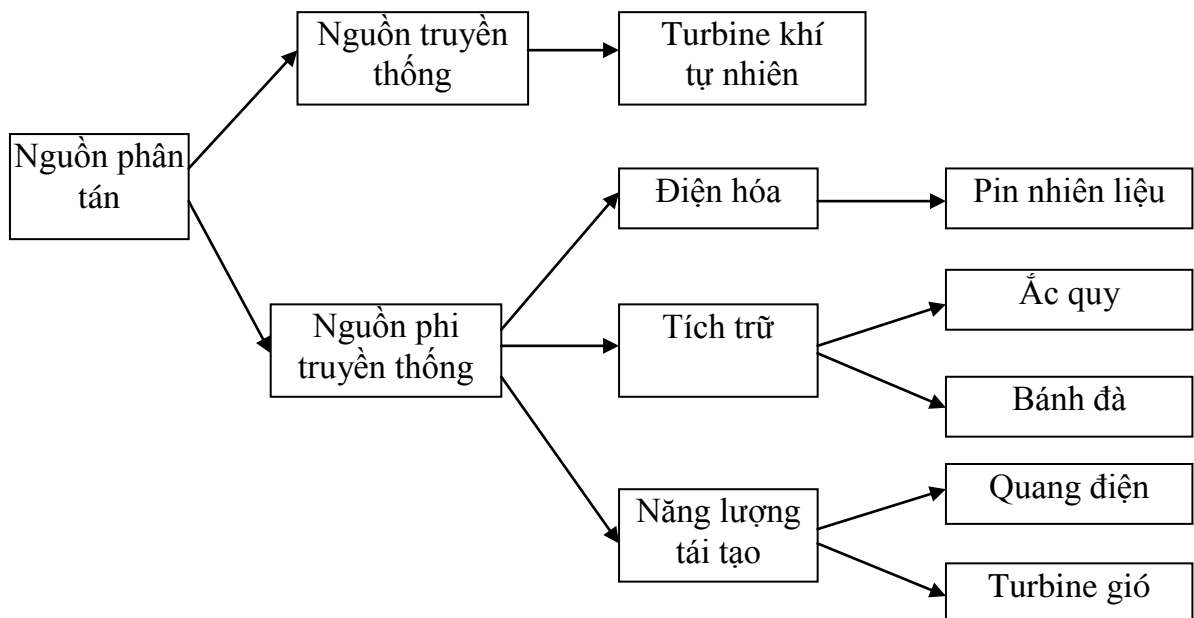 Nguồn truyền
thống
Turbine khí
tự nhiên
Nguồn phân
tán
Điện hóa
Pin nhiên liệu
Ắc quy
Nguồn phi
truyền thống
Tích trữ
Bánh đà
Quang điện
Năng lượng
tái tạo
Turbine gió